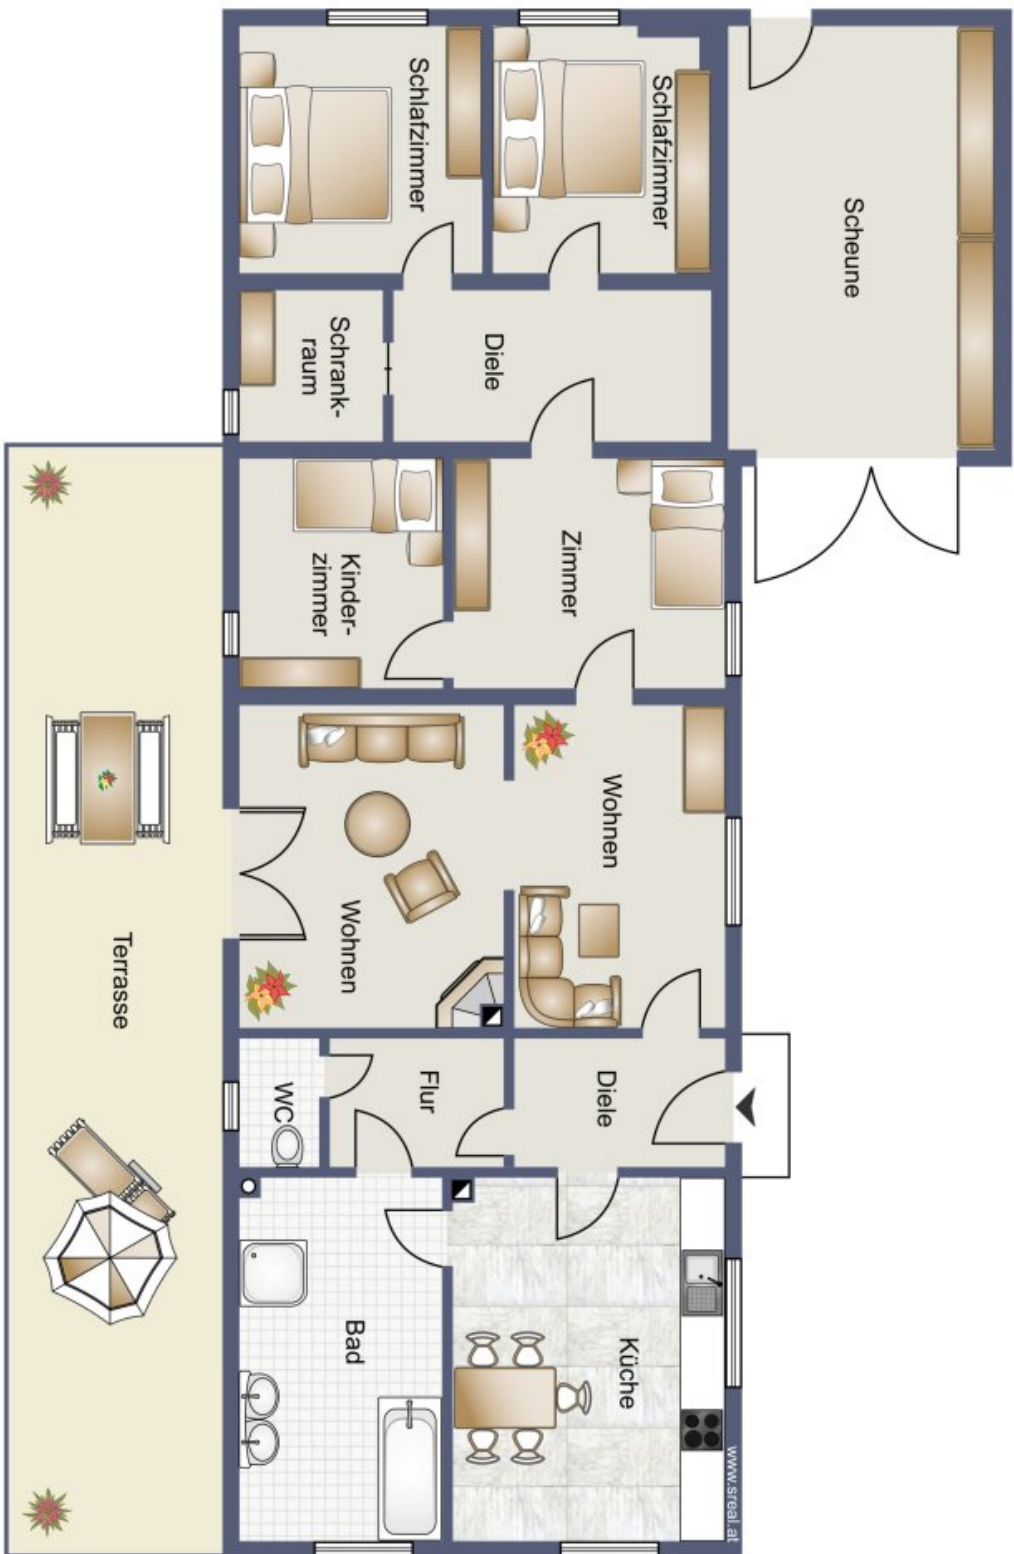 Schlafzimmer
Schlafzimmer
Scheune
Schrank-
raum
Diele
Kinder-
zimmer
Zimmer
Wohnen
Wohnen
Terrasse
WC
Flur
Diele
Bad
Küche
www.sreal.at